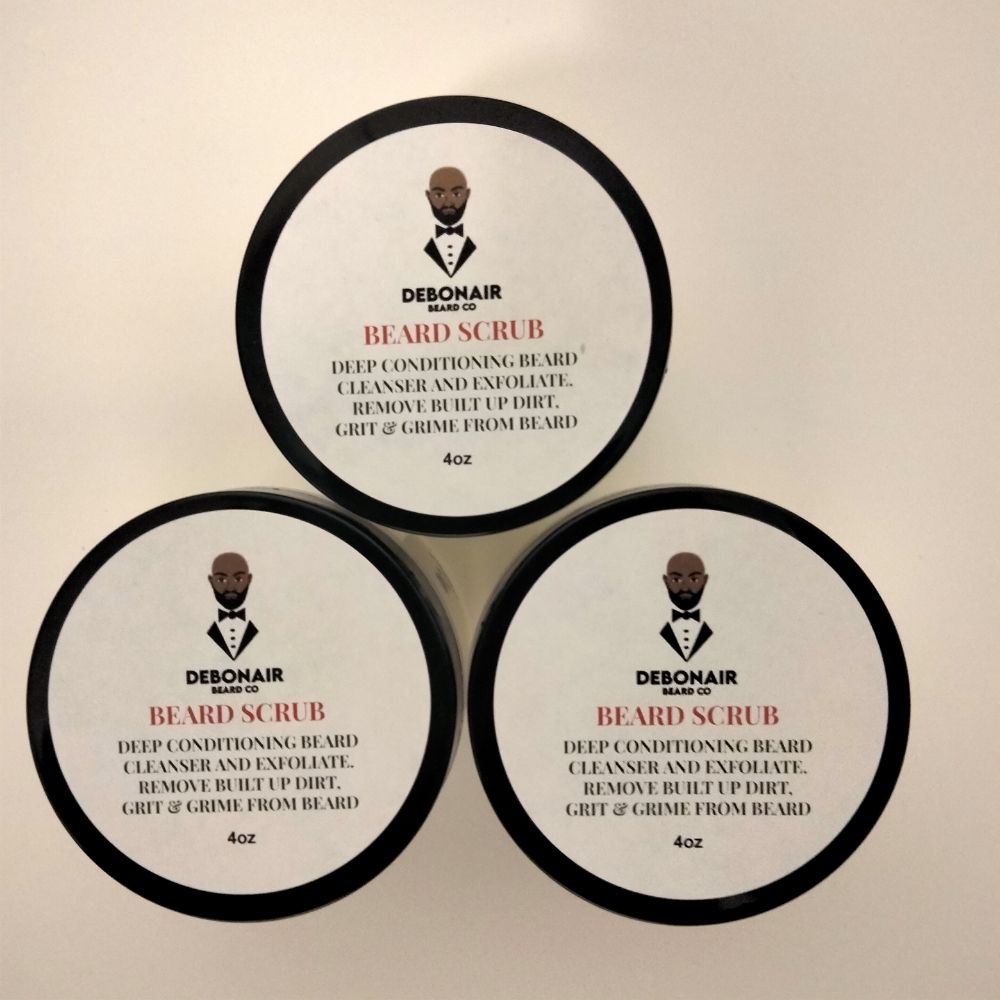 DEBONAIR
BEARD CO
BEARD SCRUB
DEEP CONDITIONING BEARD
CLEANSER AND EXFOLIATE.
REMOVE BUILT UP DIRT,
GRIT & GRIME FROM BEARD
4oz
DEBONAIR
BEARD CO
BEARD SCRUB
DEEP CONDITIONING BEARD
CLEANSER AND EXFOLIATE.
REMOVE BUILT UP DIRT,
GRIT & GRIME FROM BEARD
4oz
DEBONAIR
BEARD CO
BEARD SCRUB
DEEP CONDITIONING BEARD
CLEANSER AND EXFOLIATE.
REMOVE BUILT UP DIRT,
GRIT & GRIME FROM BEARD
4oz